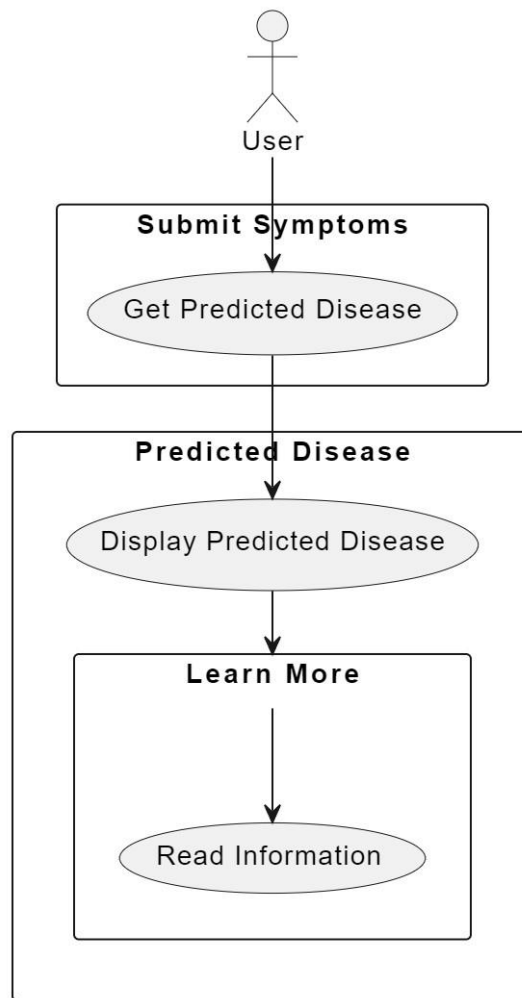 User
Submit Symptoms
Get Predicted Disease
Predicted Disease
Display Predicted Disease
Learn More
Read Information